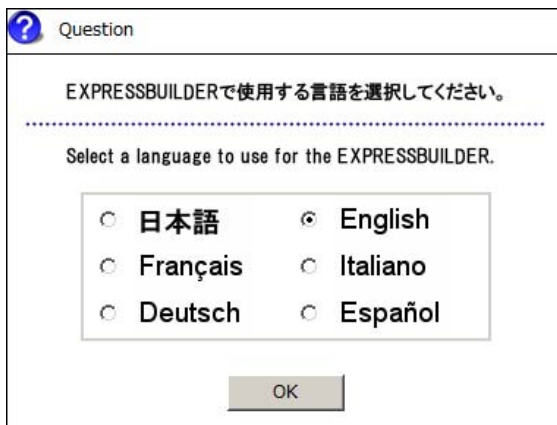 Question
EXPRESSBUILDERで使用する言語を選択してください。
Select a language to use for the EXPRESSBUILDER.
日本語 English
Français Italiano
Deutsch Español
OK